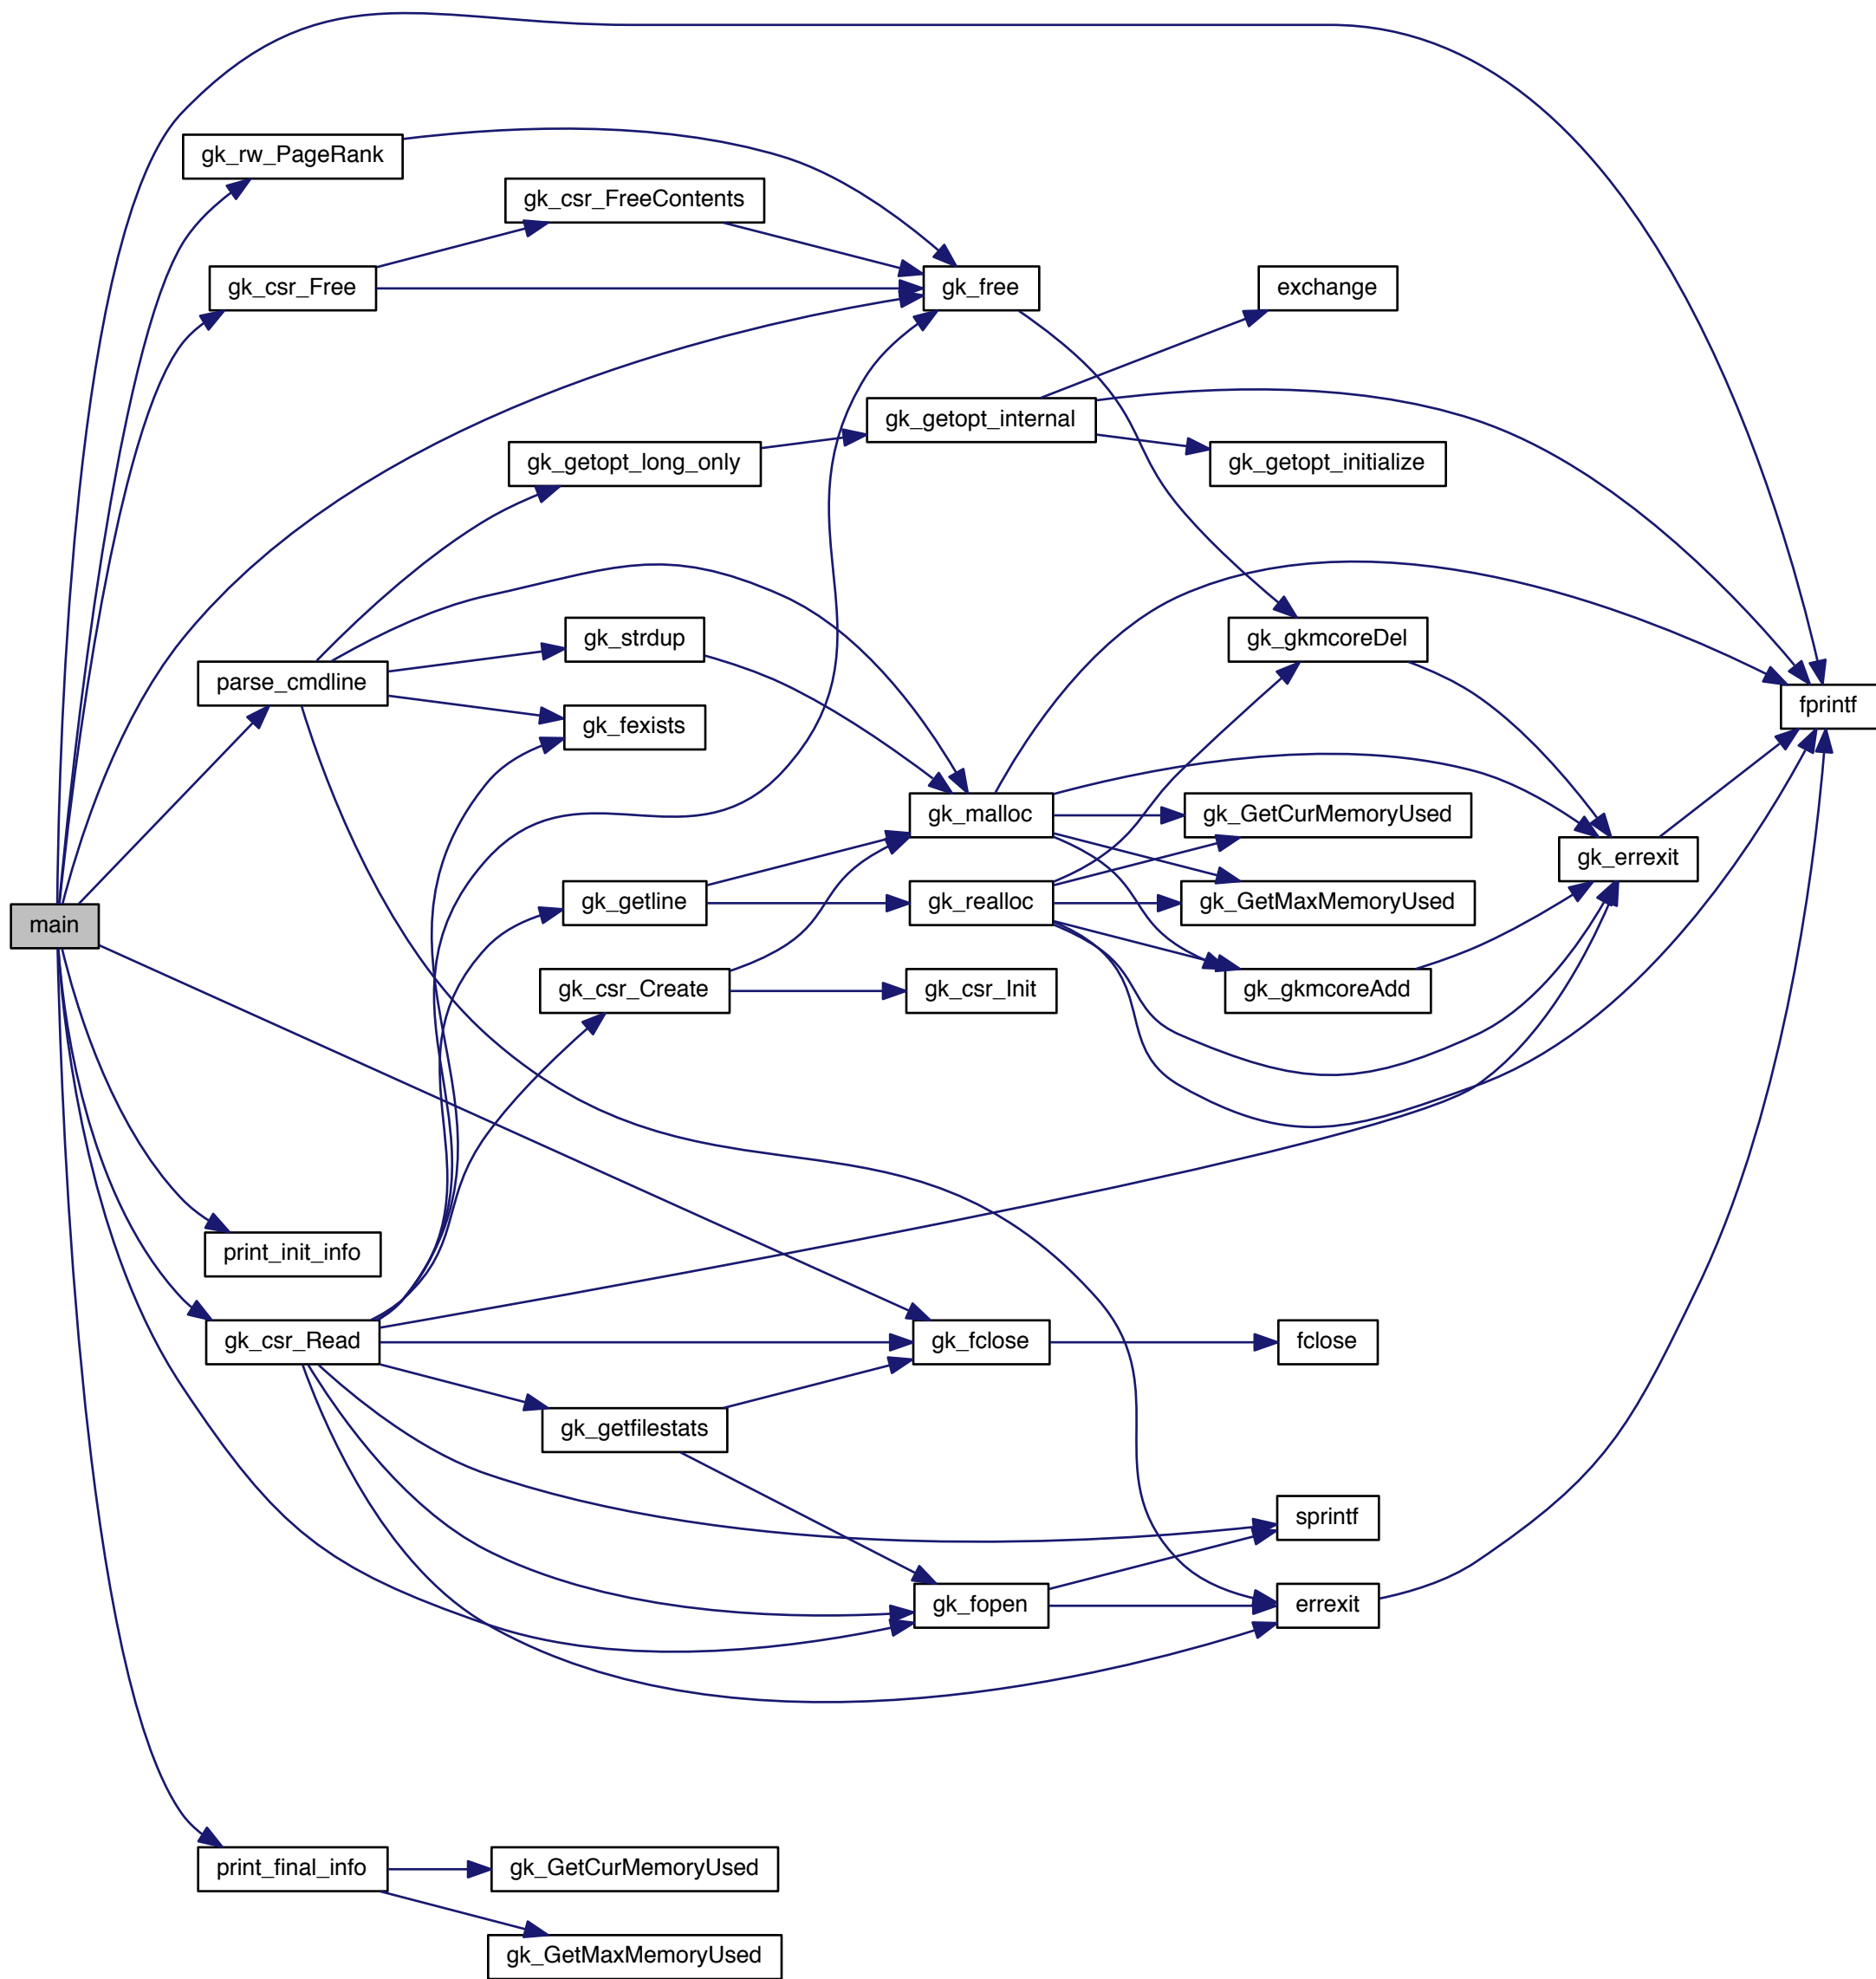 gk_rw_PageRank
gk_csr_FreeContents
gk_csr_Free
gk_free
exchange
gk_getopt_internal
gk_getopt_long_only
gk_getopt_initialize
gk_strdup
gk_gkmcoreDel
parse_cmdline
fprintf
gk_fexists
gk_malloc
gk_GetCurMemoryUsed
gk_errexit
gk_getline
gk_realloc
gk_GetMaxMemoryUsed
main
gk_csr_Create
gk_csr_Init
gk_gkmcoreAdd
print_init_info
gk_csr_Read
gk_fclose
fclose
gk_getfilestats
sprintf
gk_fopen
errexit
print_final_info
gk_GetCurMemoryUsed
gk_GetMaxMemoryUsed